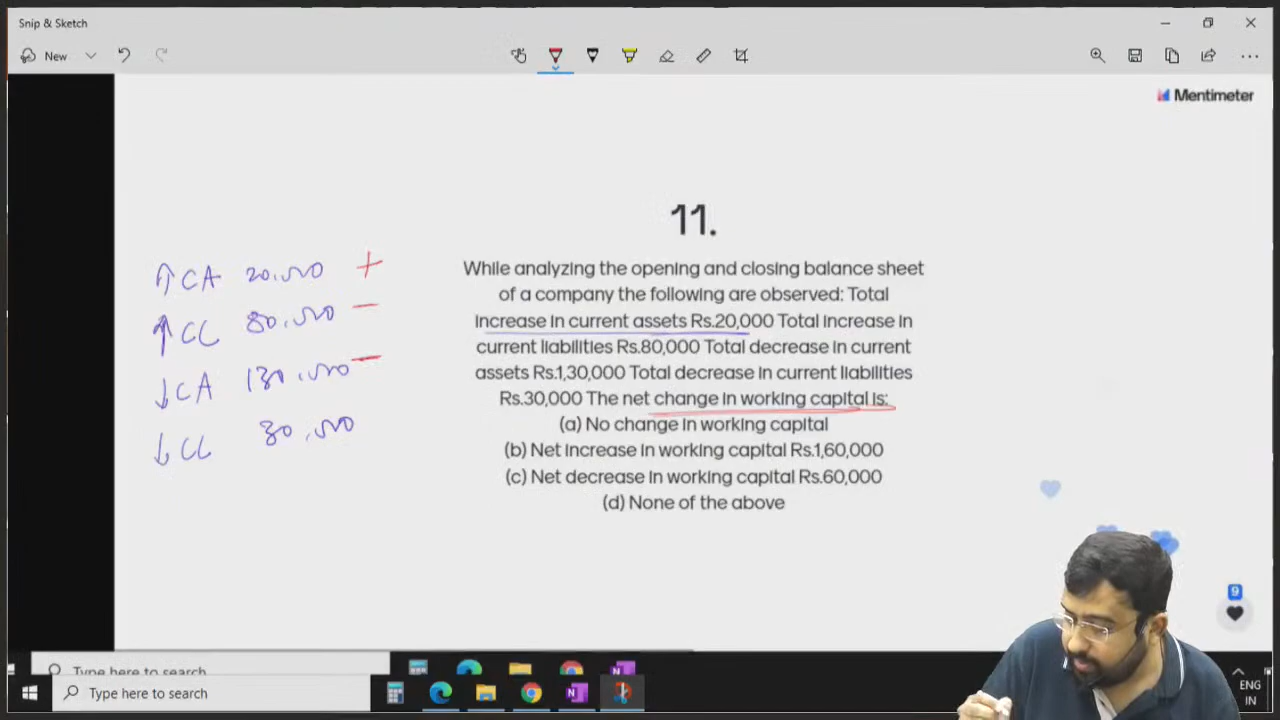 Snip & Sketch
New
Mentimeter
11.
While analyzing the opening and closing balance sheet
of a company the following are observed: Total
increase in current assets Rs.20,000 Total increase in
current liabilities Rs.80,000 Total decrease in current
assets Rs.1,30,000 Total decrease in current liabilities
Rs.30,000 The net change in working capital is:
(a) No change in working capital
(b) Net increase in working capital Rs.1,60,000
(c) Net decrease in working capital Rs.60,000
(d) None of the above
↑ CA 20,000 +
↑ CL 80,000 −
↓ CA 130,000 −
↓ CL 30,000
9
Type here to search
Type here to search
ENG
IN